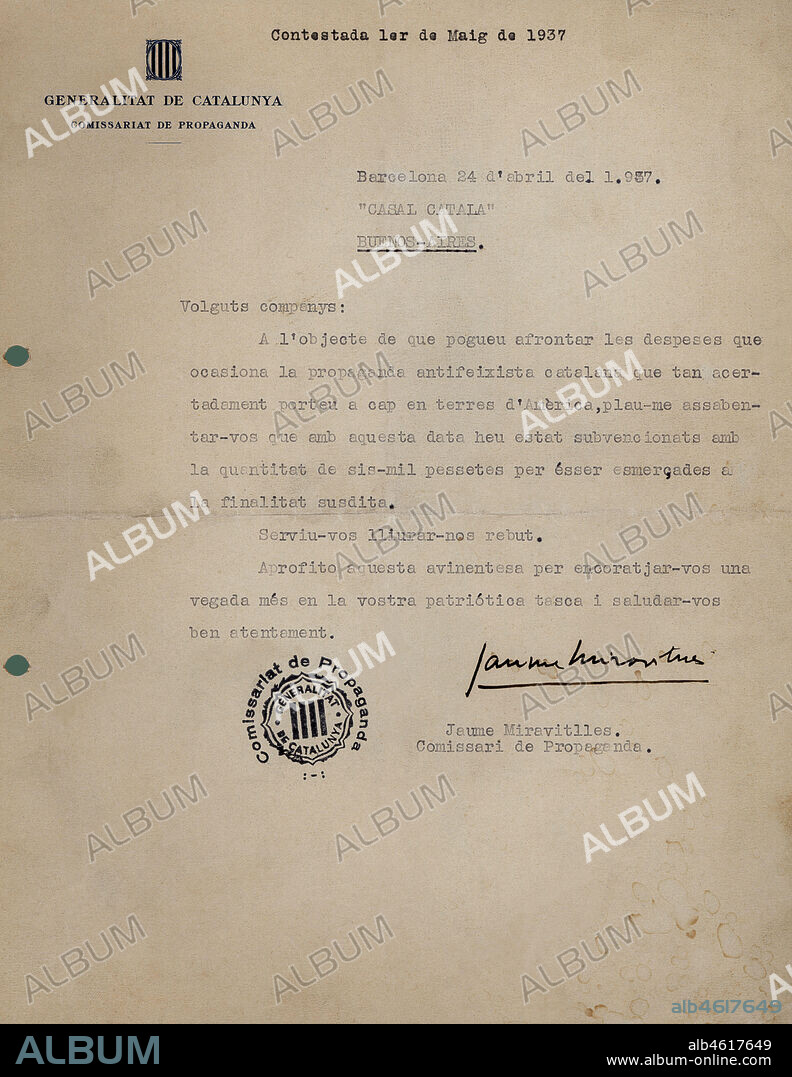 Contestada 1er de Maig de 1937
GENERALITAT DE CATALUNYA
COMISSARIAT DE PROPAGANDA
Barcelona 24 d'abril del 1.937.
"CASAL CATALA"
BUENOS-AIRES.
Volguts companys:
A l'objecte de que pogueu afrontar les despeses que
ocasiona la propaganda antifeixista catalana que tan acer-
tadament porteu a cap en terres d'Amèrica,plau-me assaben-
tar-vos que amb aquesta data heu estat subvencionats amb
la quantitat de sis-mil pessetes per ésser esmerçades a
la finalitat susdita.
Serviu-vos lliurar-nos rebut.
Aprofito aquesta avinentesa per encoratjar-vos una
vegada més en la vostra patriótica tasca i saludar-vos
ben atentament.
Jaume Miravitlles
Comissariat de Propaganda
GENERALITAT
DE CATALUNYA
:-:
Jaume Miravitlles.
Comissari de Propaganda.
ALBUM
alb4617649
ALBUM
alb4617649
www.album-online.com